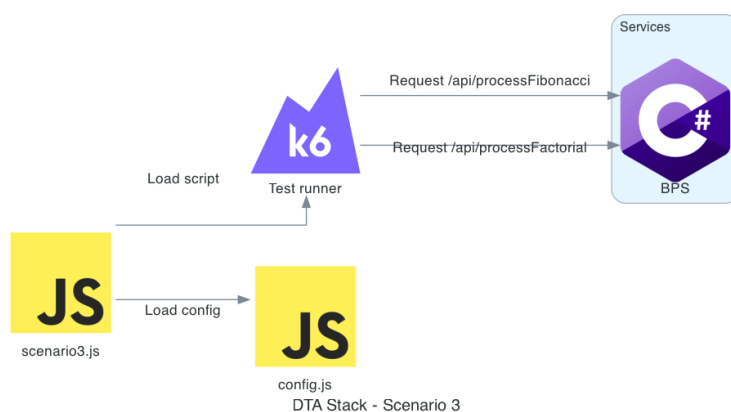 Services
Request /api/processFibonacci
C#
k6
Request /api/processFactorial
Load script
Test runner
BPS
JS
Load config
JS
scenario3.js
config.js
DTA Stack - Scenario 3